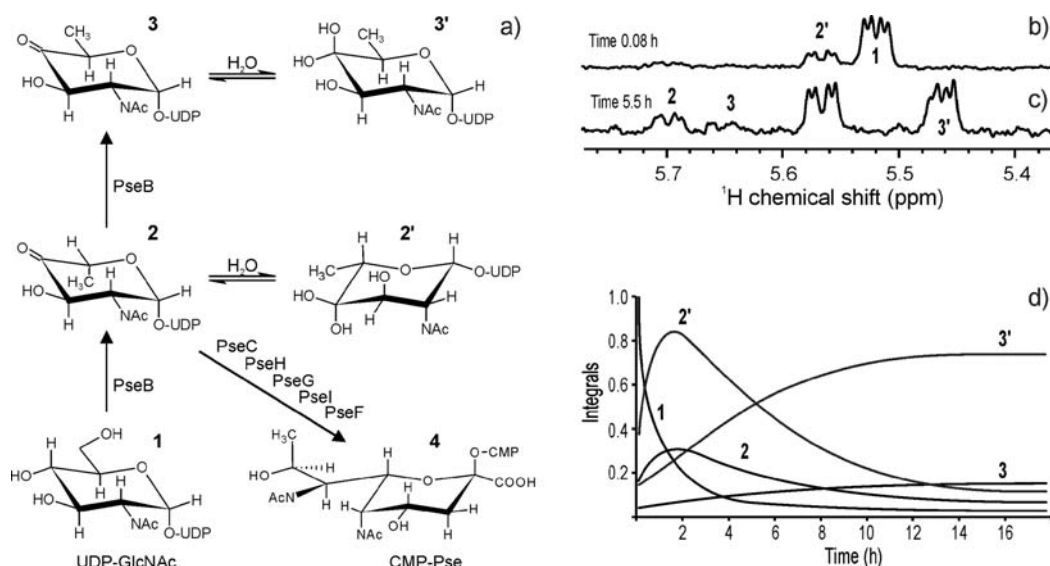 a)
3
O
CH₃
O
H
H
HO
H
H
NAc
O-UDP
H₂O
3'
HO
CH₃
HO
O
H
H
HO
H
H
NAc
O-UDP
PseB
2
O
H
O
H
CH₃
HO
H
H
NAc
O-UDP
H₂O
2'
H
H
H₃C
O
O-UDP
HO
HO
OH
H
H
NAc
PseB
PseC
PseH
PseG
PseI
PseF
1
OH
H
HO
O
H
H
HO
H
H
NAc
O-UDP
UDP-GlcNAc
4
CH₃
HO
H
H
AcN
H
H
O
O-CMP
COOH
H
H
H
OH
NAc
H
CMP-Pse
b)
Time 0.08 h
2'
1
c)
Time 5.5 h
2
3
3'
5.7
5.6
5.5
5.4
¹H chemical shift (ppm)
d)
Integrals
1.0
0.8
0.6
0.4
0.2
2'
1
2
3'
3
2
4
6
8
10
12
14
16
Time (h)